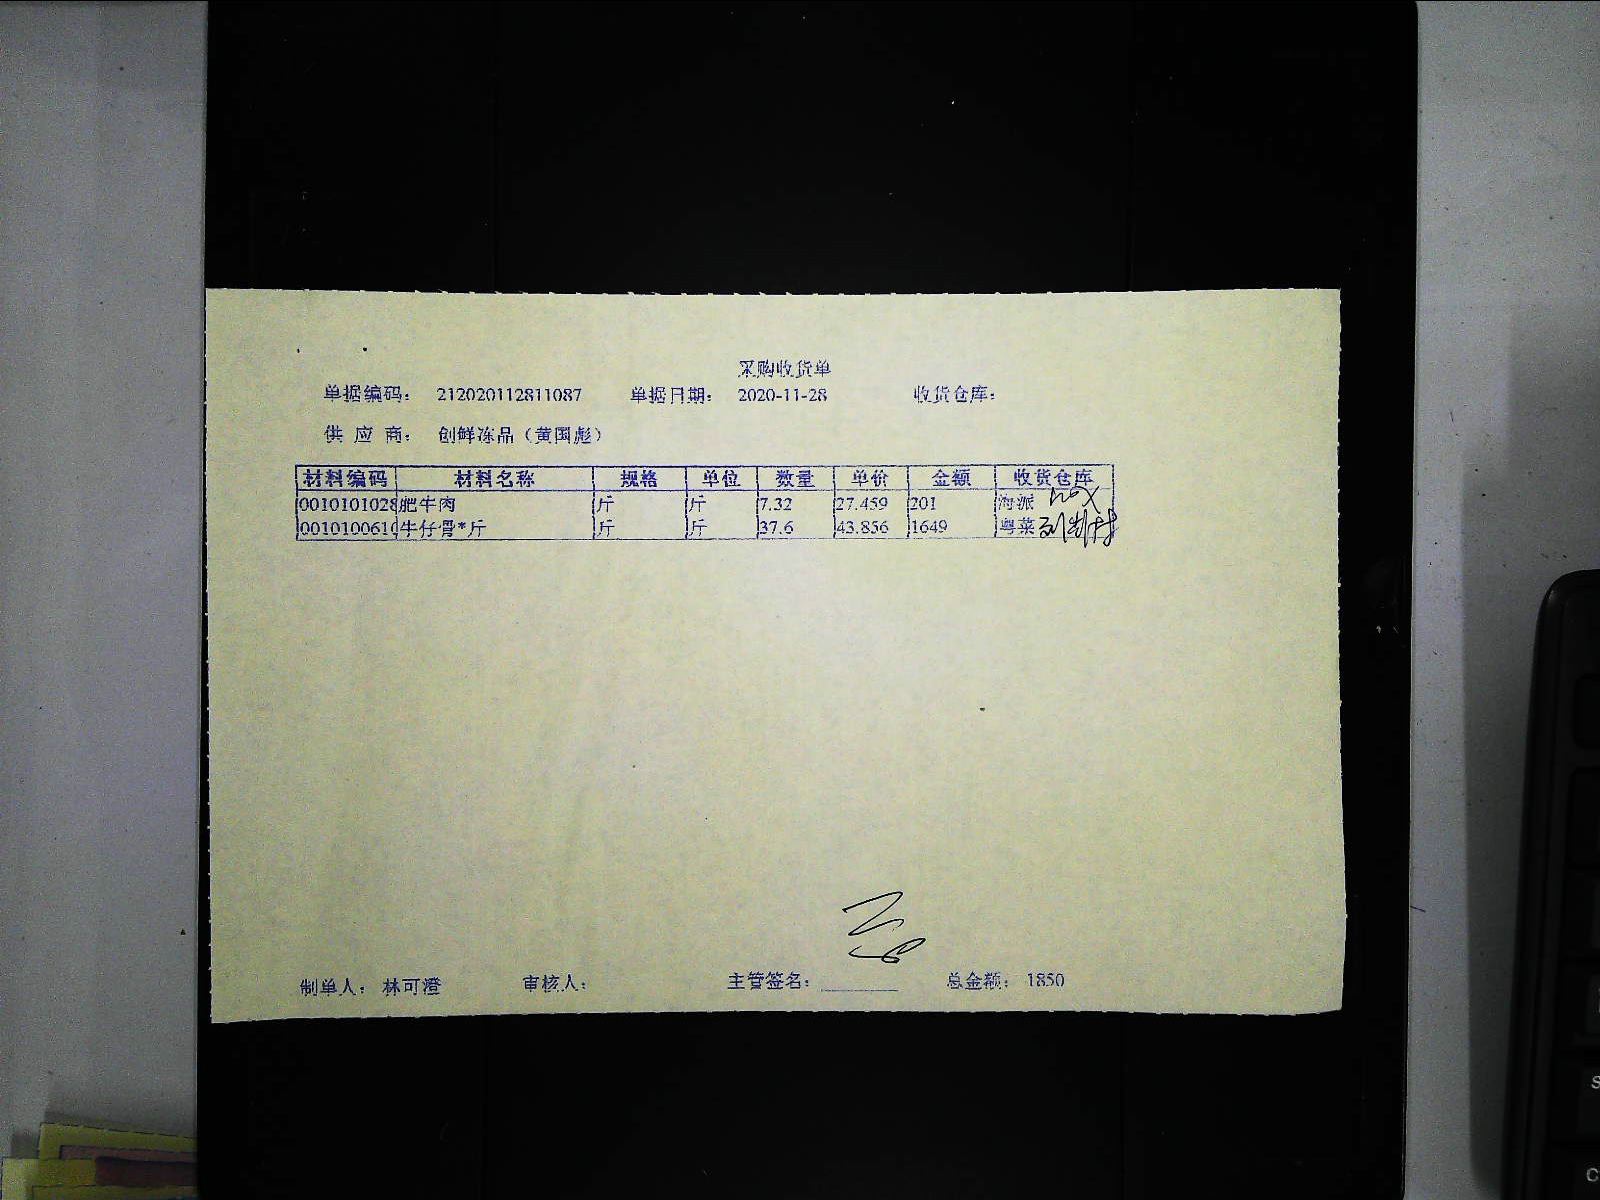 采购收货单
单据编码: 212020112811087 单据日期: 2020-11-28 收货仓库:
供 应 商: 创鲜冻品（黄国彪）
材料编码 材料名称 规格 单位 数量 单价 金额 收货仓库
0010101028 肥牛肉 斤 斤 7.32 27.459 201 海派
0010100610 牛仔骨*斤 斤 斤 37.6 43.856 1649 粤菜
制单人: 林可澄 审核人: 主管签名: 总金额: 1850